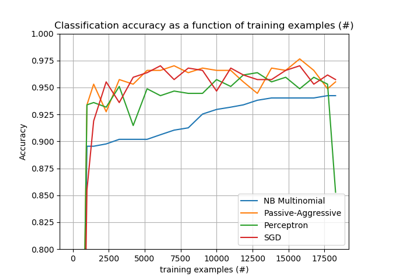 Classification accuracy as a function of training examples (#)
1.000
0.975
0.950
0.925
0.900
0.875
0.850
0.825
0.800
Accuracy
NB Multinomial
Passive-Aggressive
Perceptron
SGD
0 2500 5000 7500 10000 12500 15000 17500
training examples (#)